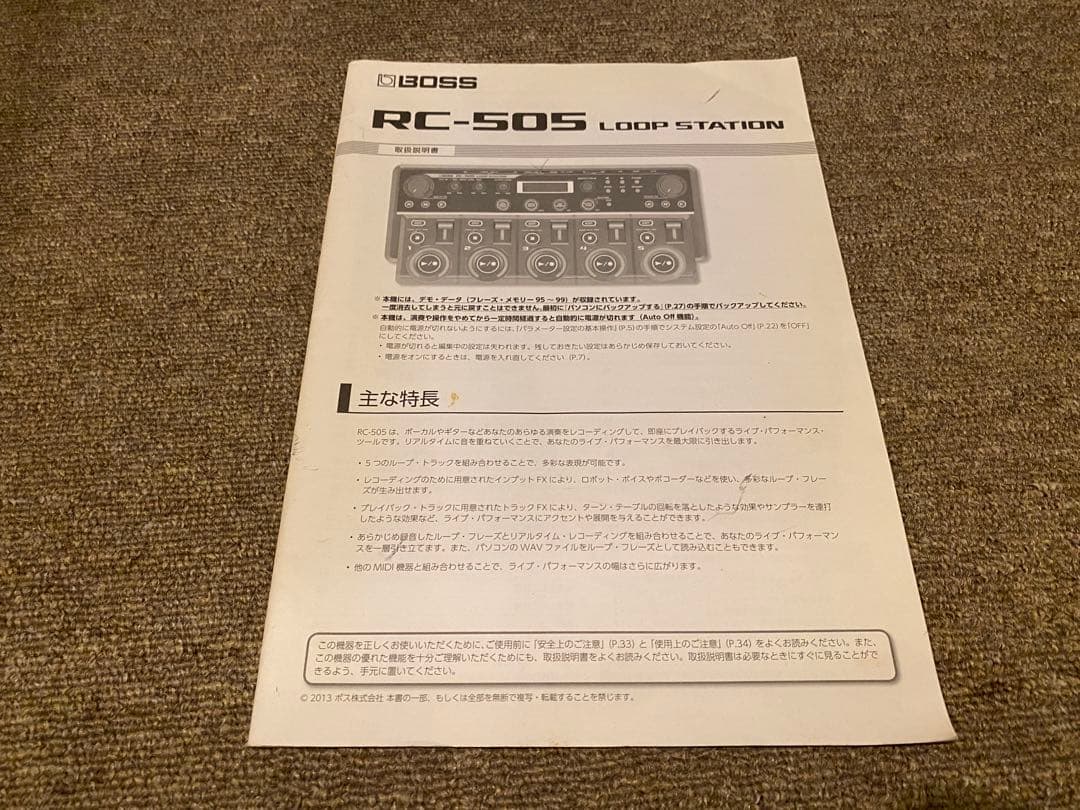 BOSS
RC-505 LOOP STATION
取扱説明書
1 2 3 4 5
※ 本機には、デモ・データ（フレーズ・メモリー 95 ～ 99）が収録されています。
一度消去してしまうと元に戻すことはできません。最初に「パソコンにバックアップする」（P.27）の手順でバックアップしてください。
※ 本機は、演奏や操作をやめてから一定時間経過すると自動的に電源が切れます（Auto Off 機能）。
自動的に電源が切れないようにするには、「パラメーター設定の基本操作」（P.5）の手順でシステム設定の「Auto Off」（P.22）を「OFF」
にしてください。
・電源が切れると編集中の設定は失われます。残しておきたい設定はあらかじめ保存しておいてください。
・電源をオンにするときは、電源を入れ直してください（P.7）。
主な特長
RC-505 は、ボーカルやギターなどあなたのあらゆる演奏をレコーディングして、即座にプレイバックするライブ・パフォーマンス・
ツールです。リアルタイムに音を重ねていくことで、あなたのライブ・パフォーマンスを最大限に引き出します。
・5 つのループ・トラックを組み合わせることで、多彩な表現が可能です。
・レコーディングのために用意されたインプット FX により、ロボット・ボイスやボコーダーなどを使い、多彩なループ・フレー
ズが生み出せます。
・プレイバック・トラックに用意されたトラック FX により、ターン・テーブルの回転を落としたような効果やサンプラーを連打
したような効果など、ライブ・パフォーマンスにアクセントや展開を与えることができます。
・あらかじめ録音したループ・フレーズとリアルタイム・レコーディングを組み合わせることで、あなたのライブ・パフォーマン
スを一層引き立てます。また、パソコンの WAV ファイルをループ・フレーズとして読み込むこともできます。
・他の MIDI 機器と組み合わせることで、ライブ・パフォーマンスの幅はさらに広がります。
この機器を正しくお使いいただくために、ご使用前に「安全上のご注意」（P.33）と「使用上のご注意」（P.34）をよくお読みください。また、
この機器の優れた機能を十分ご理解いただくためにも、取扱説明書をよくお読みください。取扱説明書は必要なときにすぐに見ることがで
きるよう、手元に置いてください。
© 2013 ボス株式会社 本書の一部、もしくは全部を無断で複写・転載することを禁じます。